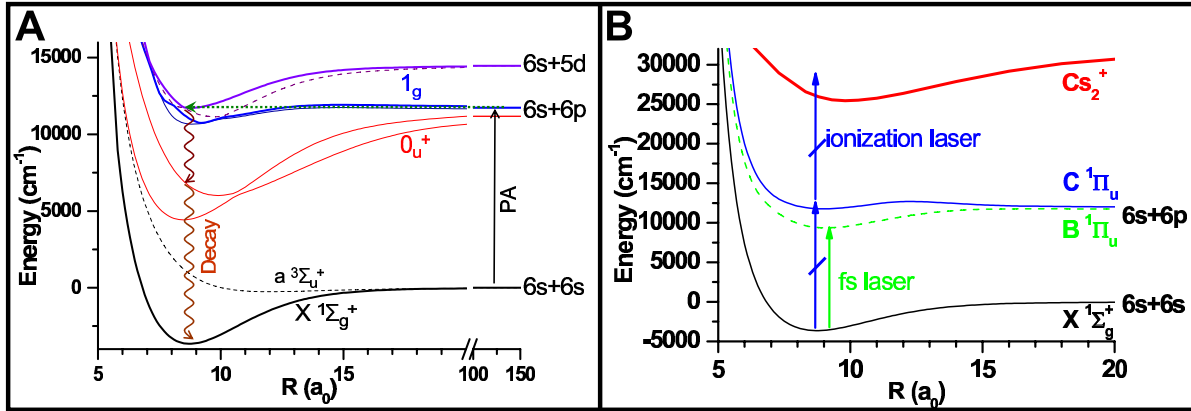 A
15000
10000
5000
0
Energy (cm⁻¹)
5
10
15
100
150
R (a₀)
1g
0ᵤ⁺
Decay
a ³Σᵤ⁺
X ¹Σg⁺
PA
6s+5d
6s+6p
6s+6s
B
30000
25000
20000
15000
10000
5000
0
-5000
Energy (cm⁻¹)
5
10
15
20
R (a₀)
Cs₂⁺
ionization laser
C ¹Πᵤ
6s+6p
B ¹Πᵤ
fs laser
6s+6s
X ¹Σg⁺